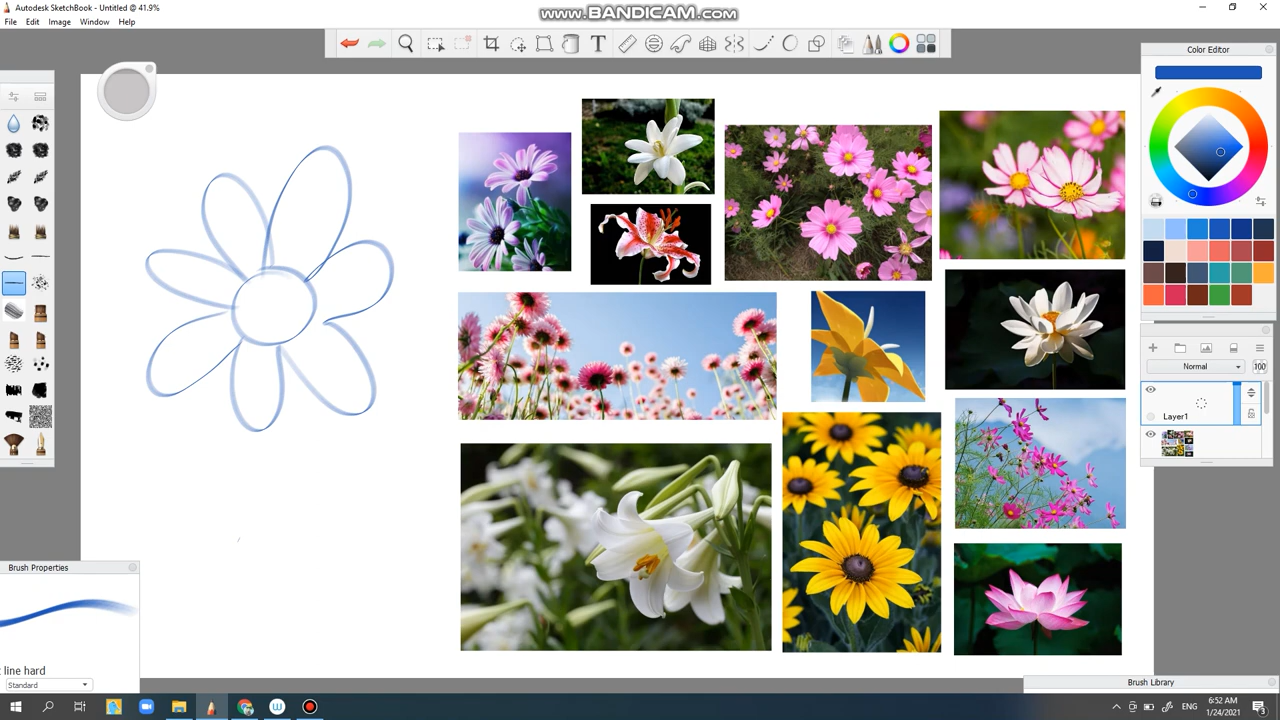 Autodesk SketchBook - Untitled @ 41.9%
www.BANDICAM.com
File Edit Image Window Help
T
Color Editor
Normal
100
Layer1
Brush Properties
line hard
Standard
Brush Library
ENG
6:52 AM
1/24/2021
3